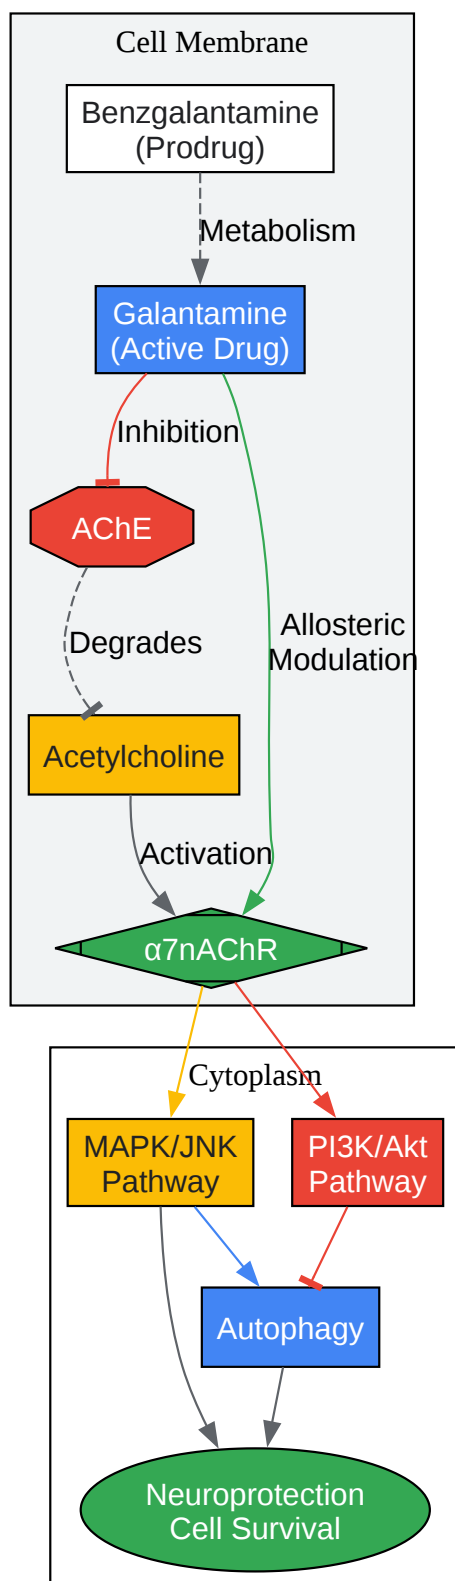 Cell Membrane
Benzgalantamine
(Prodrug)
Metabolism
Galantamine
(Active Drug)
Inhibition
AChE
Allosteric
Modulation
Degrades
Acetylcholine
Activation
α7nAChR
Cytoplasm
MAPK/JNK
Pathway
PI3K/Akt
Pathway
Autophagy
Neuroprotection
Cell Survival